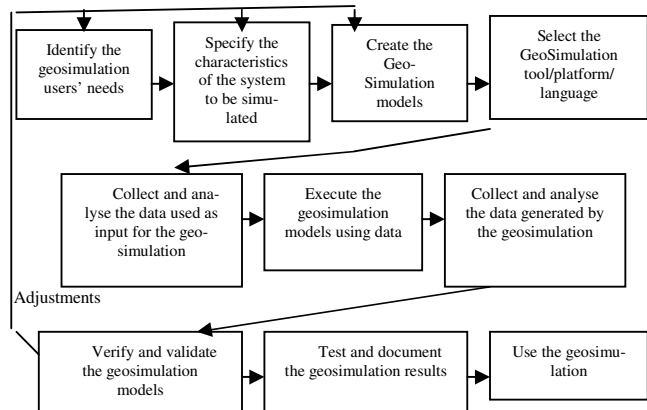 Identify the
geosimulation
users' needs
Specify the
characteristics
of the system
to be simu-
lated
Create the
Geo-
Simulation
models
Select the
GeoSimulation
tool/platform/
language
Collect and ana-
lyse the data used as
input for the geo-
simulation
Execute the
geosimulation
models using data
Collect and analyse
the data generated by
the geosimulation
Adjustments
Verify and validate
the geosimulation
models
Test and document
the geosimulation results
Use the geosimu-
lation